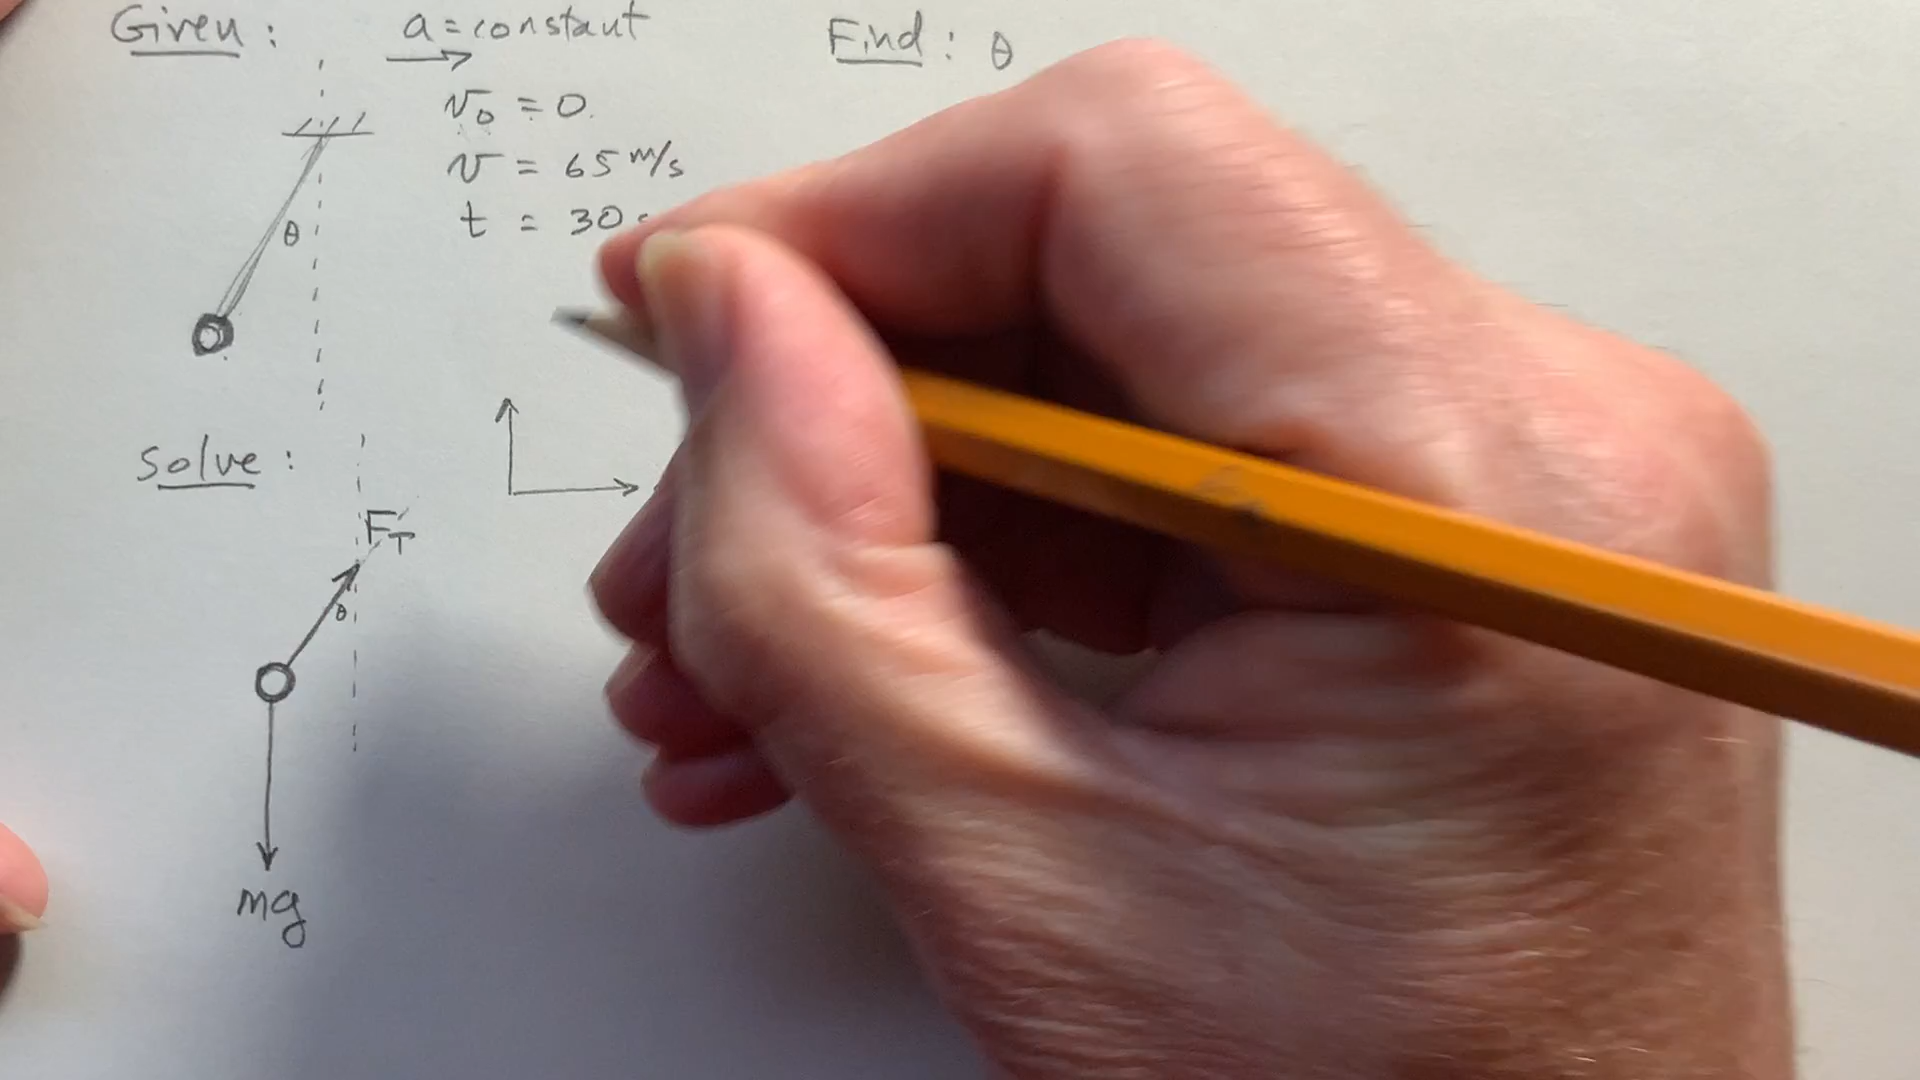 Given: a = constant
Find: θ
v₀ = 0
v = 65 m/s
t = 30
θ
Solve:
F_T
θ
mg